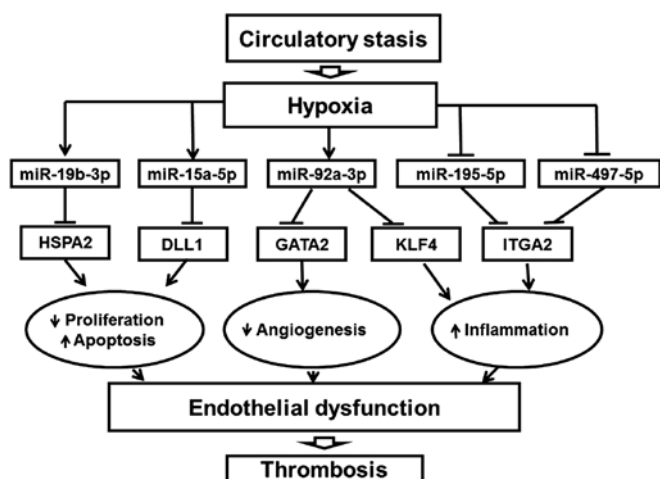 Circulatory stasis
Hypoxia
miR-19b-3p
miR-15a-5p
miR-92a-3p
miR-195-5p
miR-497-5p
HSPA2
DLL1
GATA2
KLF4
ITGA2
↓ Proliferation
↑ Apoptosis
↓ Angiogenesis
↑ Inflammation
Endothelial dysfunction
Thrombosis